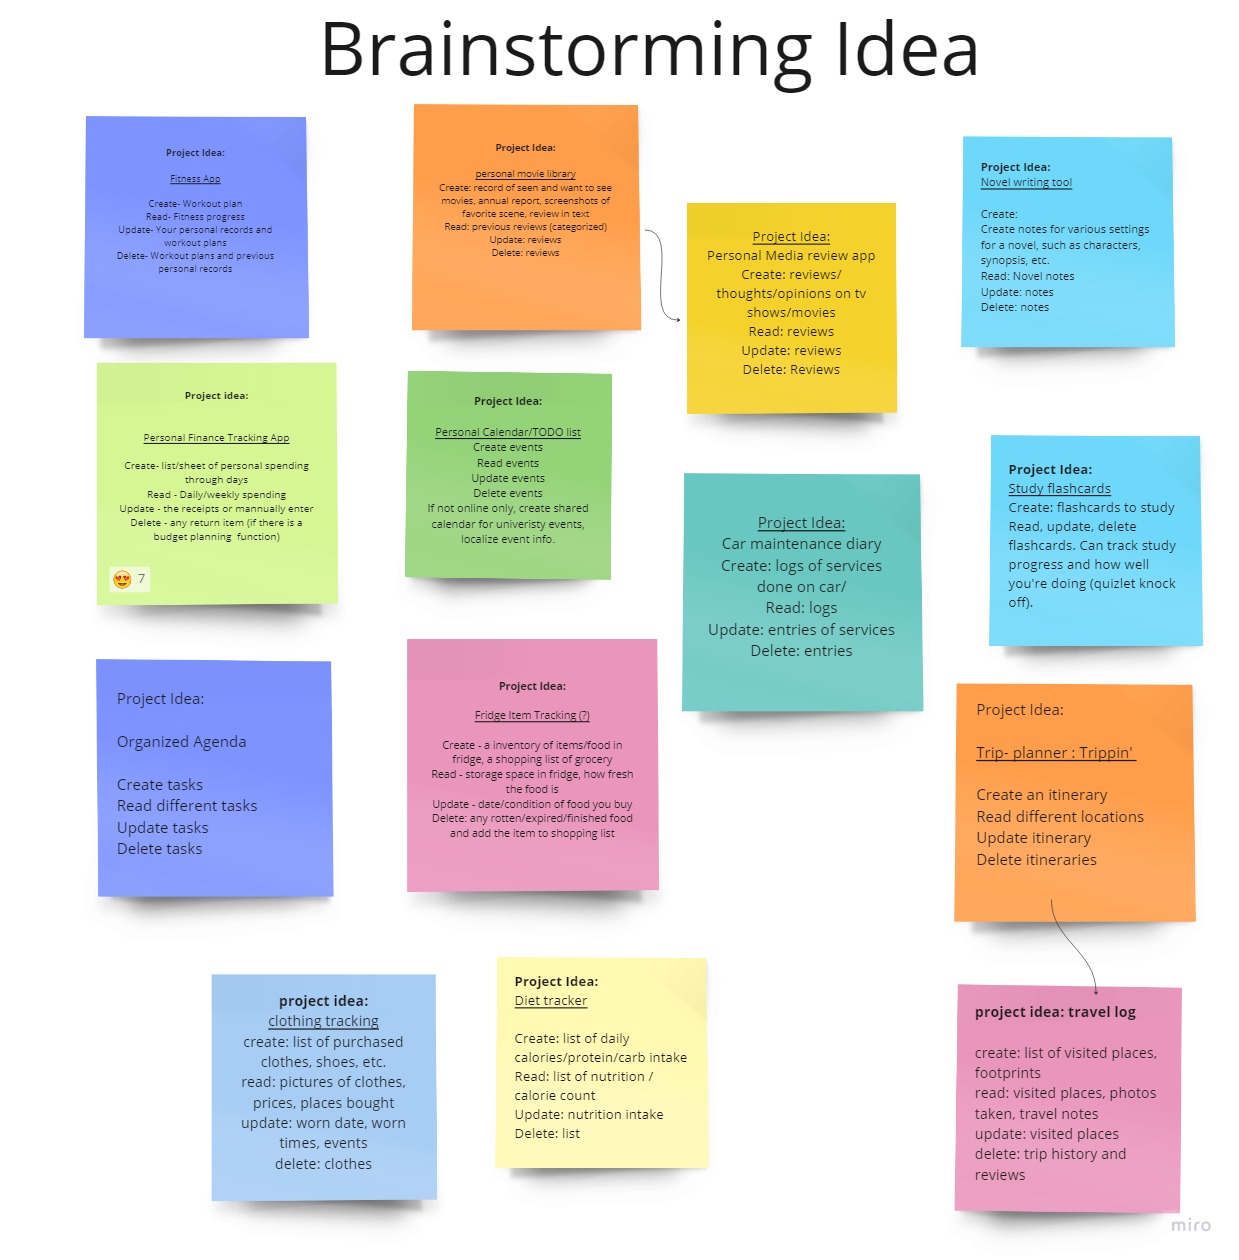 Brainstorming Idea
Project Idea:
Fitness App
Create- Workout plan
Read- Fitness progress
Update- Your personal records and
workout plans
Delete- Workout plans and previous
personal records
Project Idea:
personal movie library
Create: record of seen and want to see
movies, annual report, screenshots of
favorite scene, review in text
Read: previous reviews (categorized)
Update: reviews
Delete: reviews
Project Idea:
Personal Media review app
Create: reviews/
thoughts/opinions on tv
shows/movies
Read: reviews
Update: reviews
Delete: Reviews
Project Idea:
Novel writing tool
Create:
Create notes for various settings
for a novel, such as characters,
synopsis, etc.
Read: Novel notes
Update: notes
Delete: notes
Project idea:
Personal Finance Tracking App
Create- list/sheet of personal spending
through days
Read - Daily/weekly spending
Update - the receipts or mannually enter
Delete - any return item (if there is a
budget planning function)
7
Project Idea:
Personal Calendar/TODO list
Create events
Read events
Update events
Delete events
If not online only, create shared
calendar for univeristy events,
localize event info.
Project Idea:
Car maintenance diary
Create: logs of services
done on car/
Read: logs
Update: entries of services
Delete: entries
Project Idea:
Study flashcards
Create: flashcards to study
Read, update, delete
flashcards. Can track study
progress and how well
you're doing (quizlet knock
off).
Project Idea:
Organized Agenda
Create tasks
Read different tasks
Update tasks
Delete tasks
Project Idea:
Fridge Item Tracking (?)
Create - a inventory of items/food in
fridge, a shopping list of grocery
Read - storage space in fridge, how fresh
the food is
Update - date/condition of food you buy
Delete: any rotten/expired/finished food
and add the item to shopping list
Project Idea:
Trip- planner : Trippin'
Create an itinerary
Read different locations
Update itinerary
Delete itineraries
project idea:
clothing tracking
create: list of purchased
clothes, shoes, etc.
read: pictures of clothes,
prices, places bought
update: worn date, worn
times, events
delete: clothes
Project Idea:
Diet tracker
Create: list of daily
calories/protein/carb intake
Read: list of nutrition /
calorie count
Update: nutrition intake
Delete: list
project idea: travel log
create: list of visited places,
footprints
read: visited places, photos
taken, travel notes
update: visited places
delete: trip history and
reviews
miro